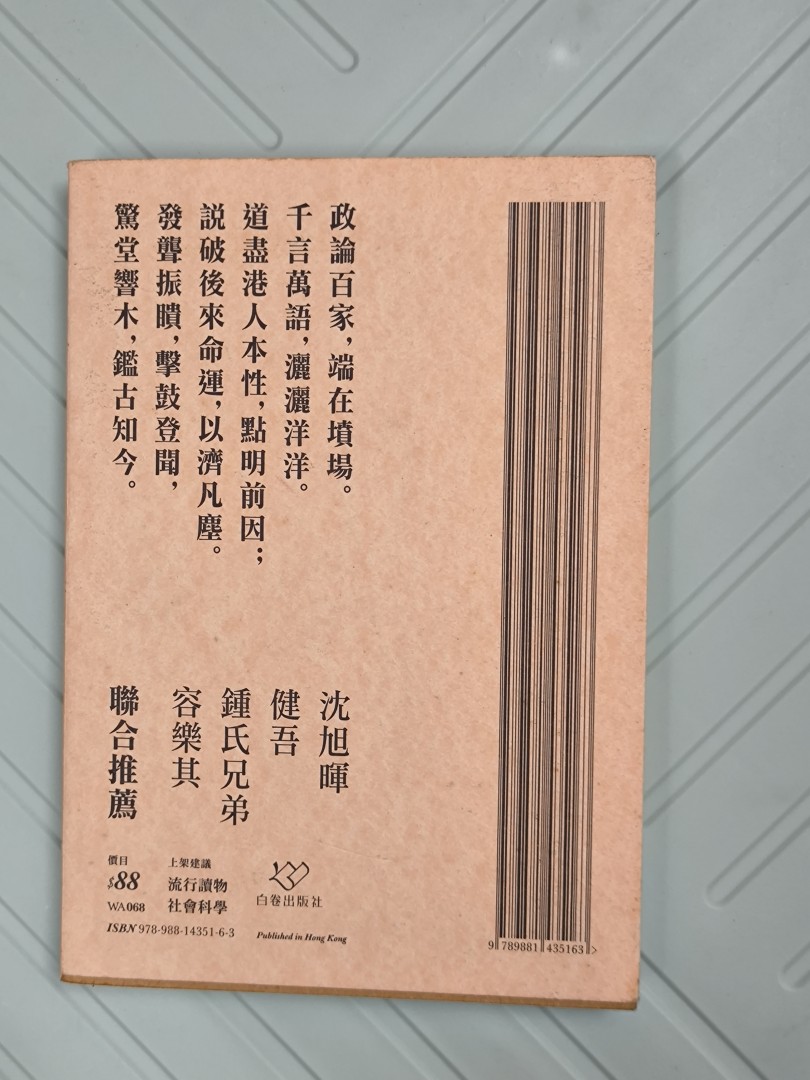 政論百家，端在墳場。
千言萬語，灑灑洋洋。
道盡港人本性，點明前因；
説破後來命運，以濟凡塵。
發聾振聵，擊鼓登聞，
驚堂響木，鑑古知今。
沈旭暉
健吾
鍾氏兄弟
容樂其
聯合推薦
價目
$88
WA068
上架建議
流行讀物
社會科學
ISBN 978-988-14351-6-3
白卷出版社
Published in Hong Kong
9 789881 435163 >